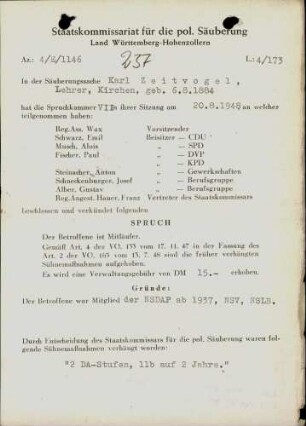 Staatskommissariat für die pol. Säuberung
Land Württemberg-Hohenzollern
Az.: 4/V/1146
237
L: 4/173
In der Säuberungssache Karl Zeitvogel,
Lehrer, Kirchen, geb. 6.8.1884
hat die Spruchkammer VII in ihrer Sitzung am 20.8.1948 an welcher
teilgenommen haben:
Reg.Ass. Wax Vorsitzender
Schwarz, Emil Beisitzer — CDU
Musch, Alois „ — SPD
Fischer, Paul „ — DVP
„ — KPD
Steinacher, Anton „ — Gewerkschaften
Schneckenburger, Josef „ — Berufsgruppe
Alber, Gustav „ — Berufsgruppe
Reg.Angest. Hauer, Franz Vertreter des Staatskommissars
beschlossen und verkündet folgenden
SPRUCH
Der Betroffene ist Mitläufer.
Gemäß Art. 4 der VO. 133 vom 17. 11. 47 in der Fassang des
Art. 2 der VO. 165 vom 13. 7. 48 sind die früher verhängten
Sühnemaßnahmen aufgehoben.
Es wird eine Verwaltungsgebühr von DM 15.- erhoben.
Gründe:
Der Betroffene war Mitglied der NSDAP ab 1937, NSV, NSLB.
Durch Entscheidung des Staatskommissars für die pol. Säuberung waren fol-
gende Sühnemaßnahmen verhängt worden:
"2 DA-Stufen, 11b auf 2 Jahre."